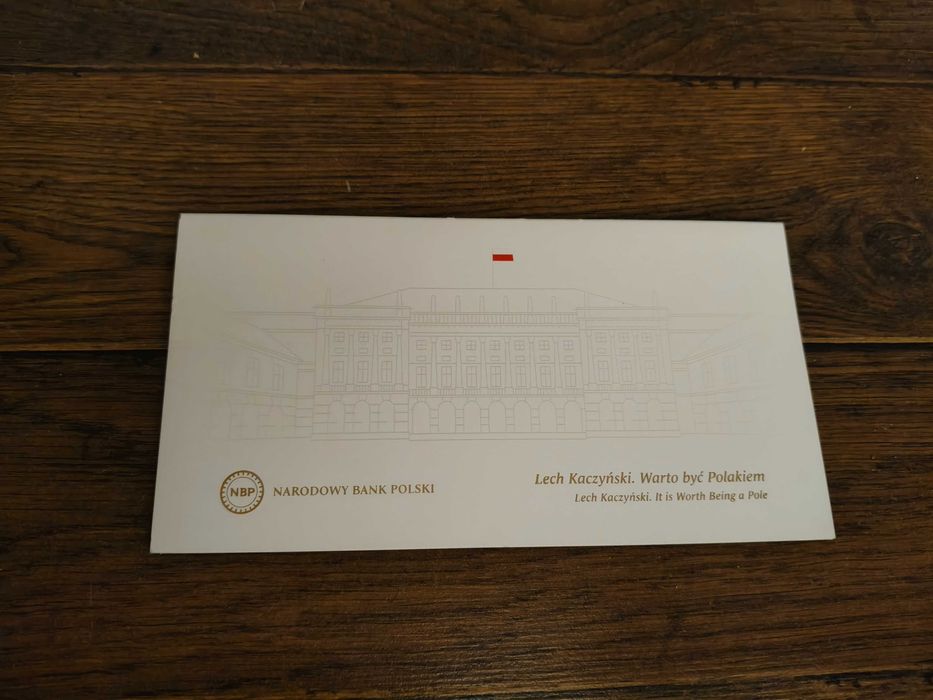 NBP
NARODOWY BANK POLSKI
Lech Kaczyński. Warto być Polakiem
Lech Kaczyński. It is Worth Being a Pole